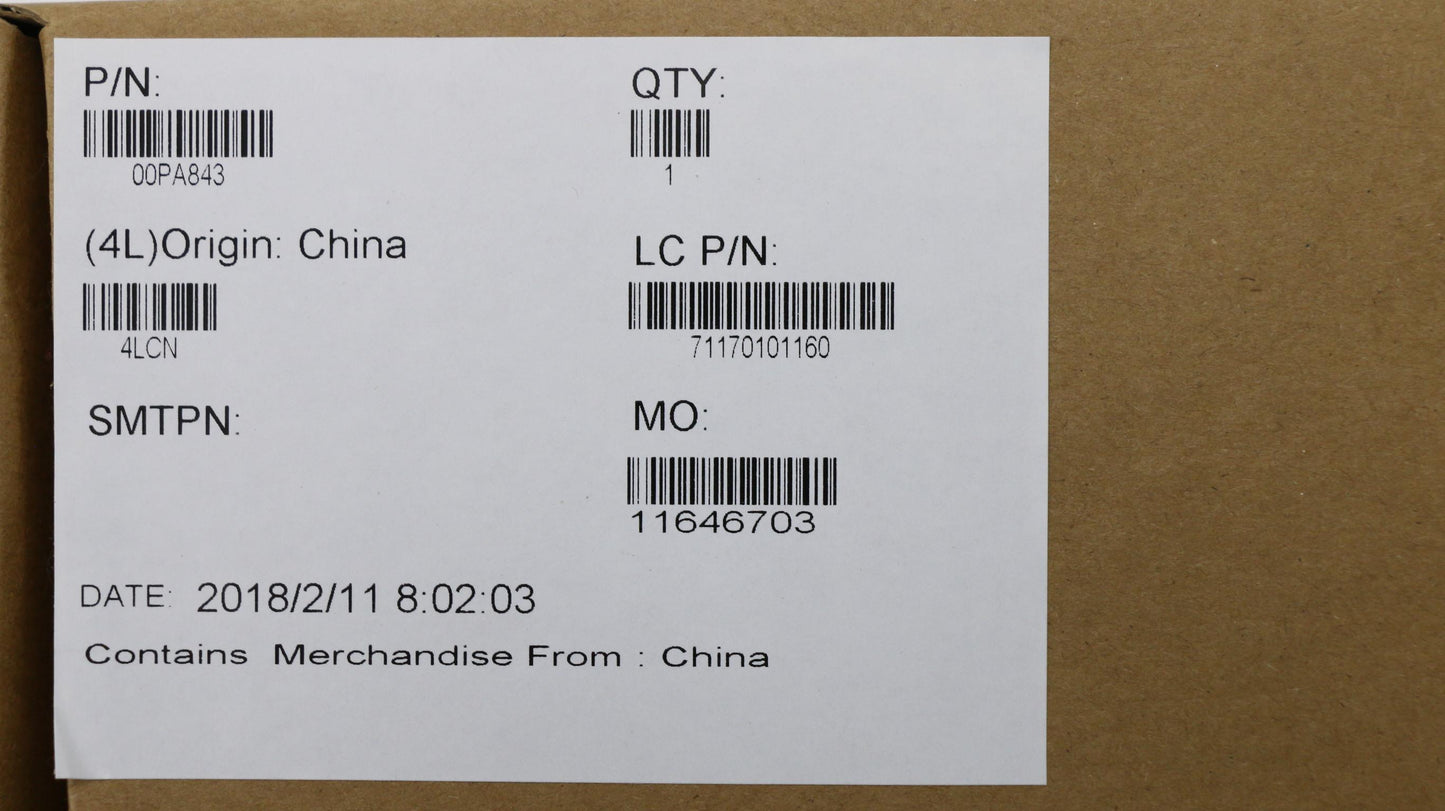 P/N:
00PA843
QTY:
1
(4L)Origin: China
4LCN
LC P/N:
71170101160
SMTPN:
MO:
11646703
DATE: 2018/2/11 8:02:03
Contains Merchandise From : China